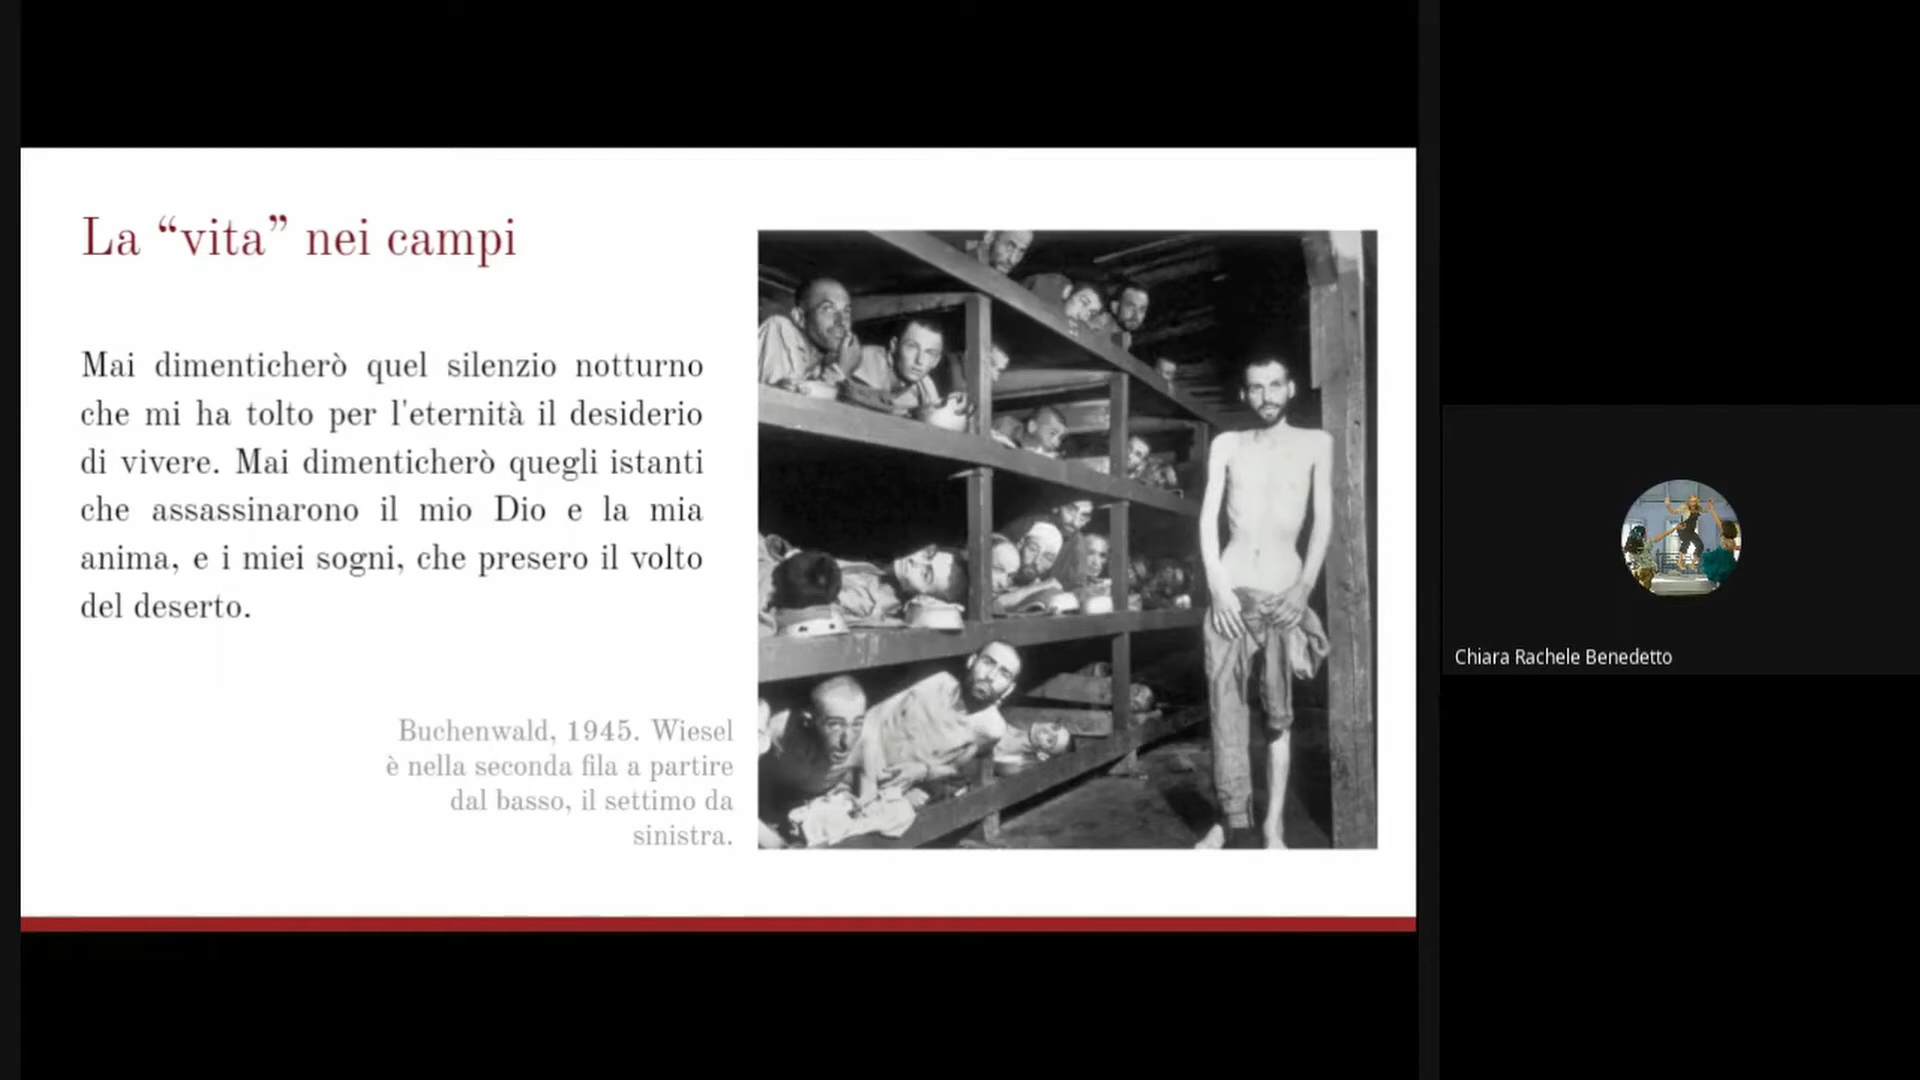 La “vita” nei campi
Mai dimenticherò quel silenzio notturno
che mi ha tolto per l'eternità il desiderio
di vivere. Mai dimenticherò quegli istanti
che assassinarono il mio Dio e la mia
anima, e i miei sogni, che presero il volto
del deserto.
Buchenwald, 1945. Wiesel
è nella seconda fila a partire
dal basso, il settimo da
sinistra.
Chiara Rachele Benedetto